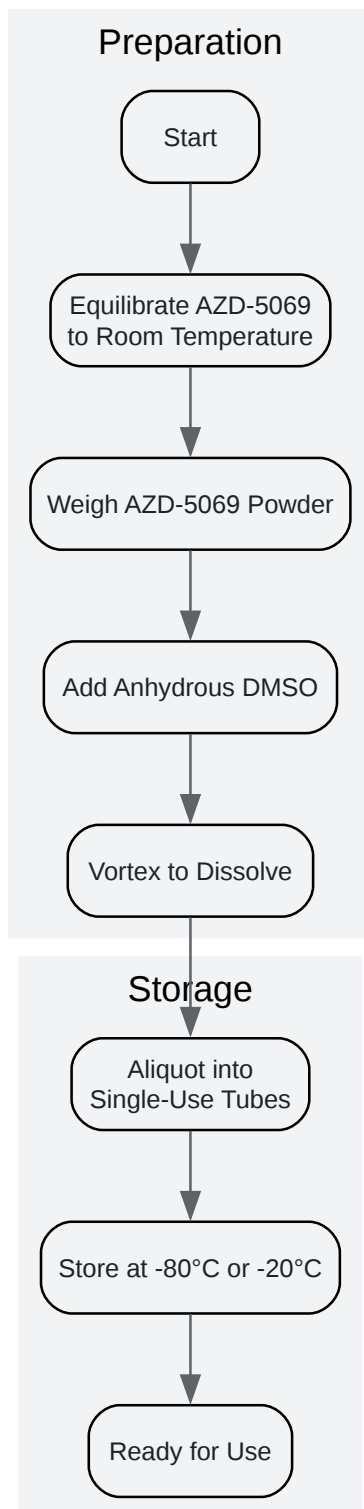 Preparation
Start
Equilibrate AZD-5069
to Room Temperature
Weigh AZD-5069 Powder
Add Anhydrous DMSO
Vortex to Dissolve
Storage
Aliquot into
Single-Use Tubes
Store at -80°C or -20°C
Ready for Use